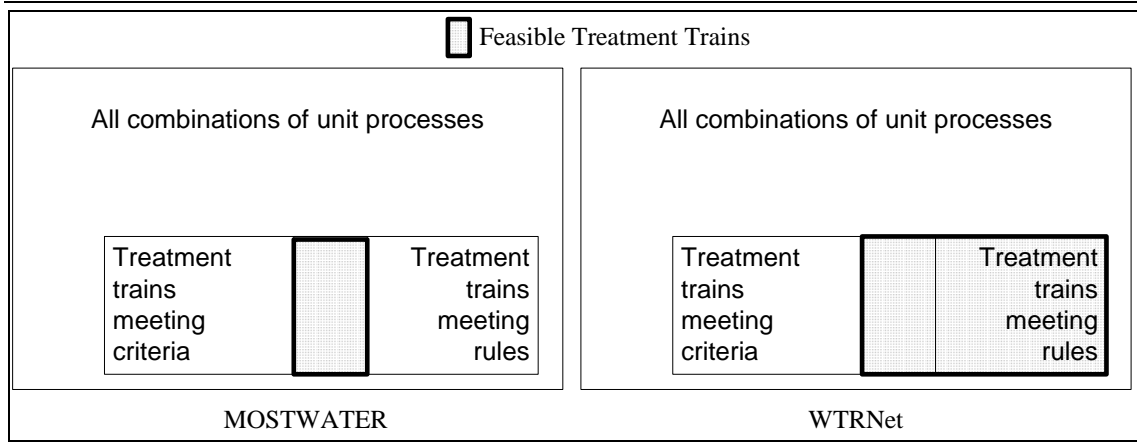 Feasible Treatment Trains
All combinations of unit processes
Treatment
trains
meeting
criteria
Treatment
trains
meeting
rules
MOSTWATER
All combinations of unit processes
Treatment
trains
meeting
criteria
Treatment
trains
meeting
rules
WTRNet